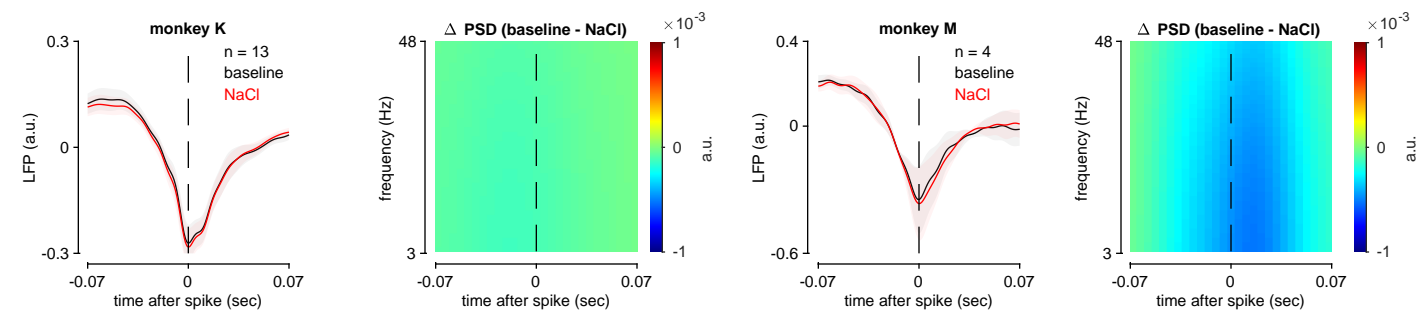 monkey K
n = 13
baseline
NaCl
0.3
0
-0.3
LFP (a.u.)
-0.07
0
0.07
time after spike (sec)
Δ PSD (baseline - NaCl)
48
3
frequency (Hz)
-0.07
0
0.07
time after spike (sec)
×10⁻³
1
0
-1
monkey M
n = 4
baseline
NaCl
0.4
0
-0.6
LFP (a.u.)
-0.07
0
0.07
time after spike (sec)
a.u.
Δ PSD (baseline - NaCl)
48
3
frequency (Hz)
-0.07
0
0.07
time after spike (sec)
×10⁻³
1
0
-1
a.u.